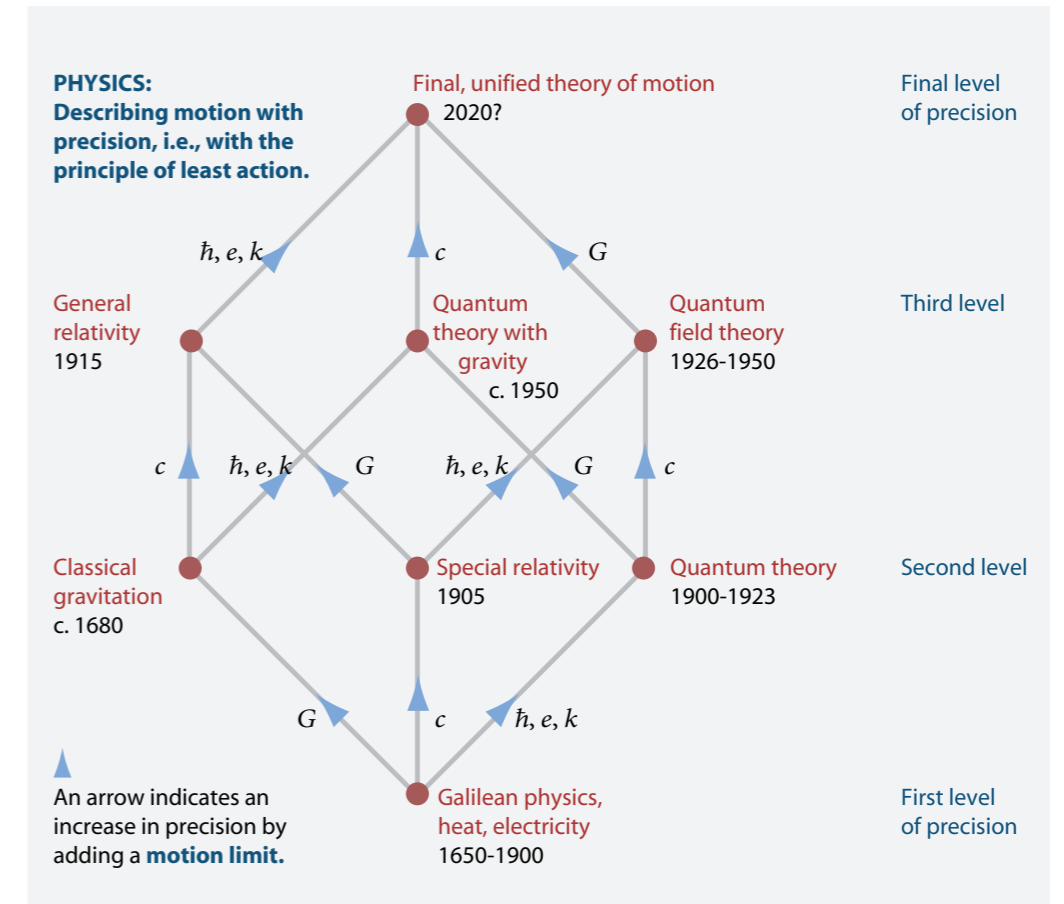 PHYSICS:
Describing motion with
precision, i.e., with the
principle of least action.
Final, unified theory of motion
2020?
Final level
of precision
ħ, e, k
c
G
General
relativity
1915
Quantum
theory with
gravity
c. 1950
Quantum
field theory
1926-1950
Third level
c
ħ, e, k
G
ħ, e, k
G
c
Classical
gravitation
c. 1680
Special relativity
1905
Quantum theory
1900-1923
Second level
G
c
ħ, e, k
An arrow indicates an
increase in precision by
adding a motion limit.
Galilean physics,
heat, electricity
1650-1900
First level
of precision